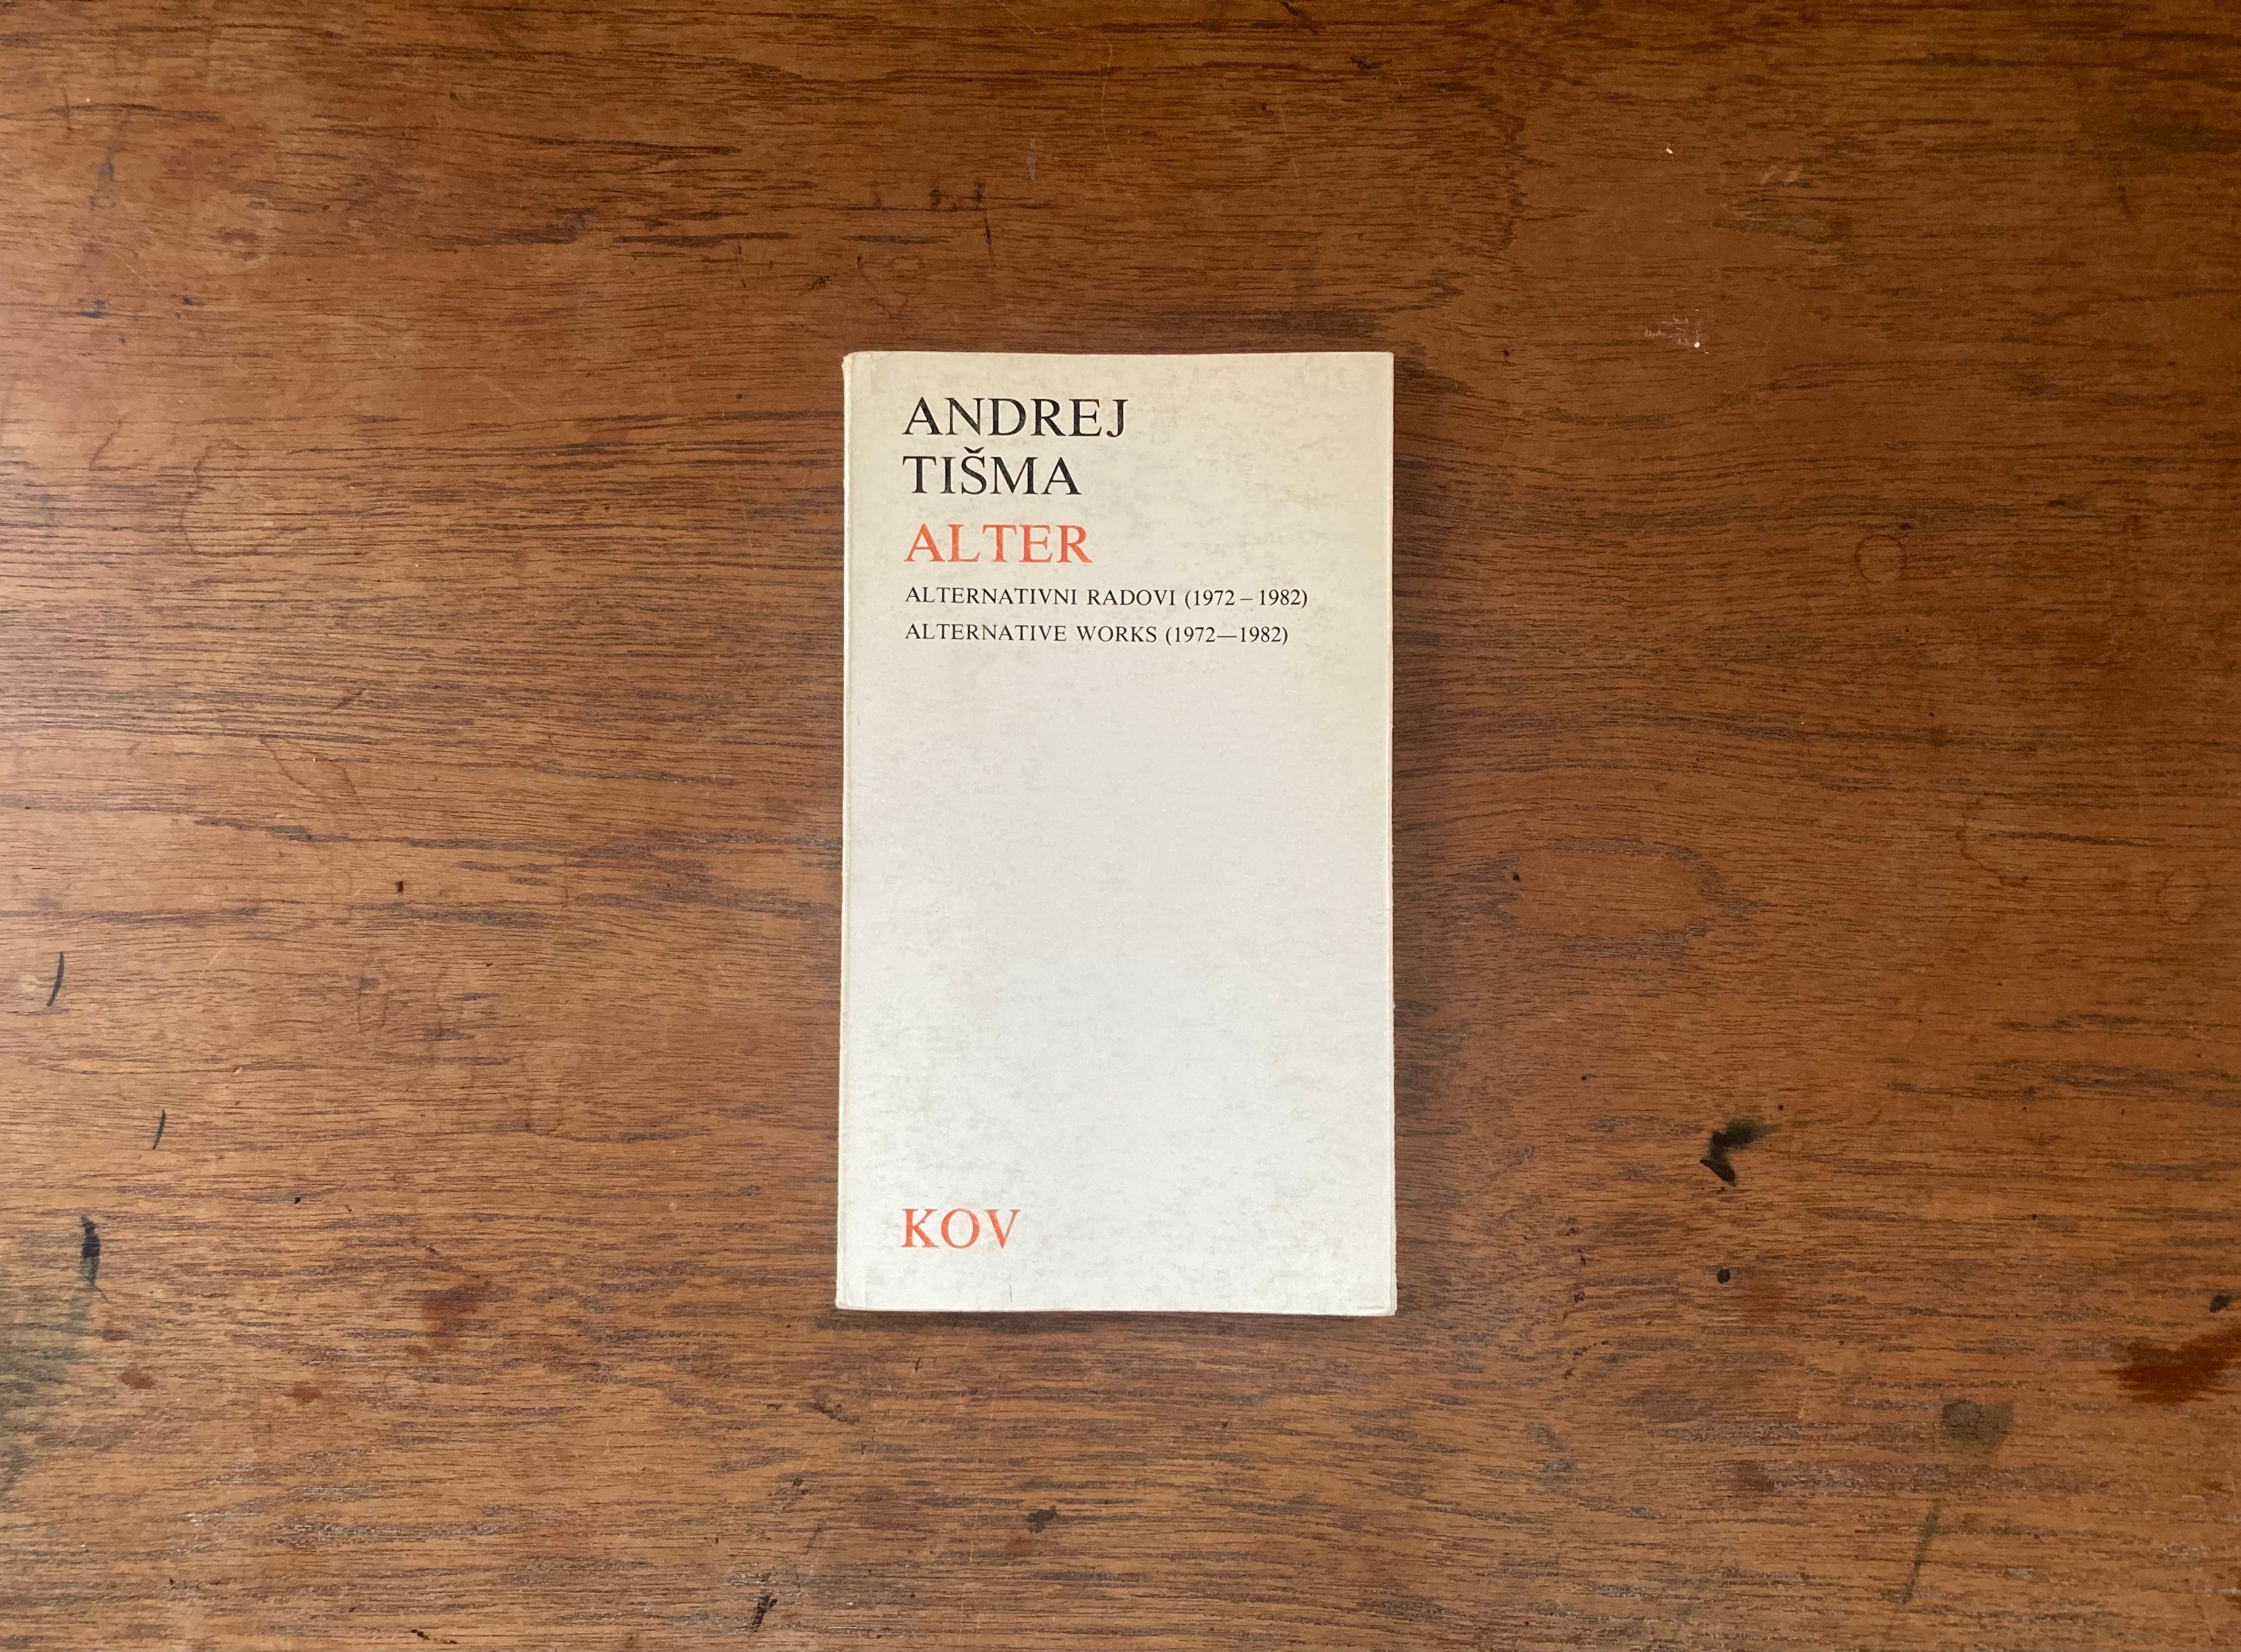 ANDREJ
TIŠMA
ALTER
ALTERNATIVNI RADOVI (1972 – 1982)
ALTERNATIVE WORKS (1972—1982)
KOV